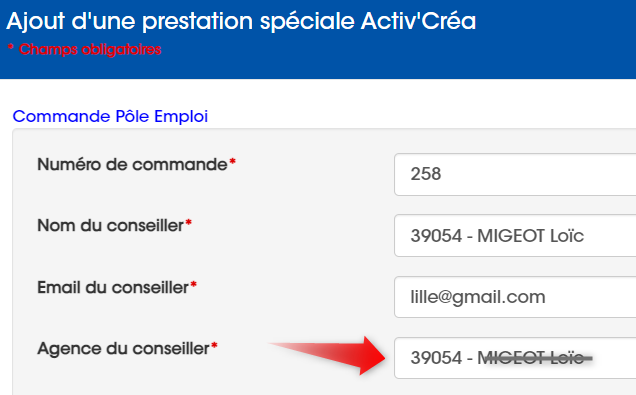 Ajout d'une prestation spéciale Activ'Créa
* Champs obligatoires
Commande Pôle Emploi
Numéro de commande*
258
Nom du conseiller*
39054 - MIGEOT Loïc
Email du conseiller*
lille@gmail.com
Agence du conseiller*
39054 - MIGEOT Loïc